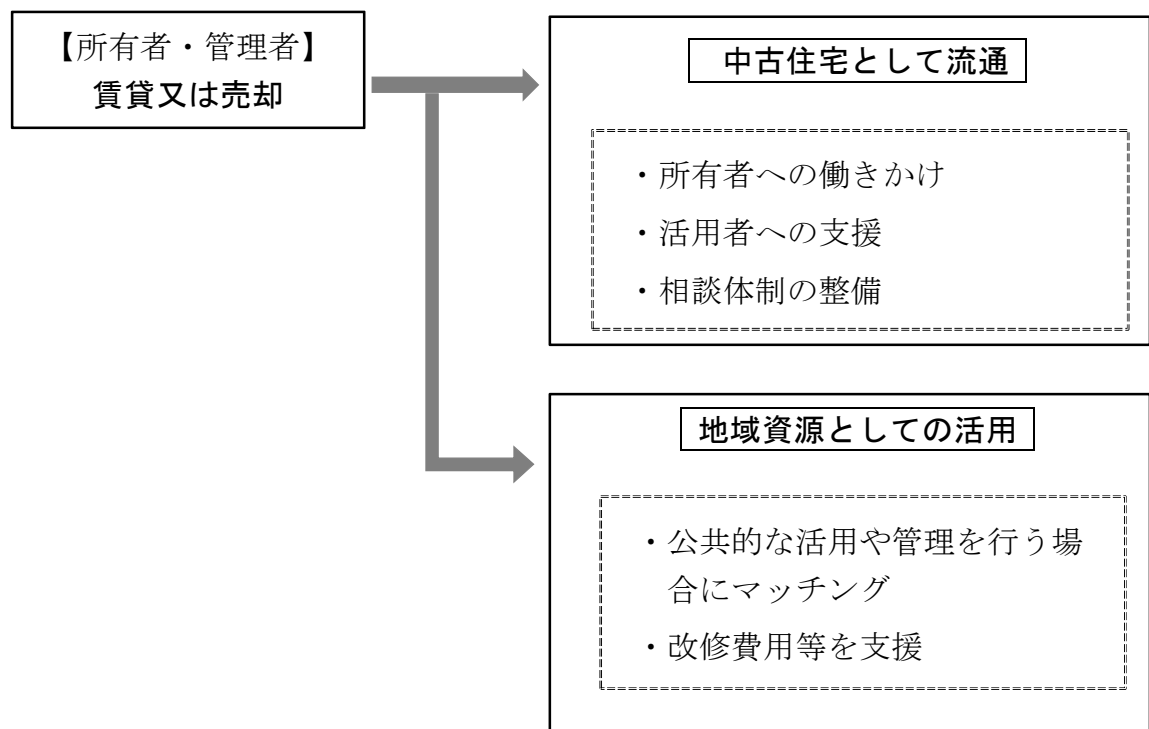 【所有者・管理者】
賃貸又は売却
中古住宅として流通
・所有者への働きかけ
・活用者への支援
・相談体制の整備
地域資源としての活用
・公共的な活用や管理を行う場
合にマッチング
・改修費用等を支援